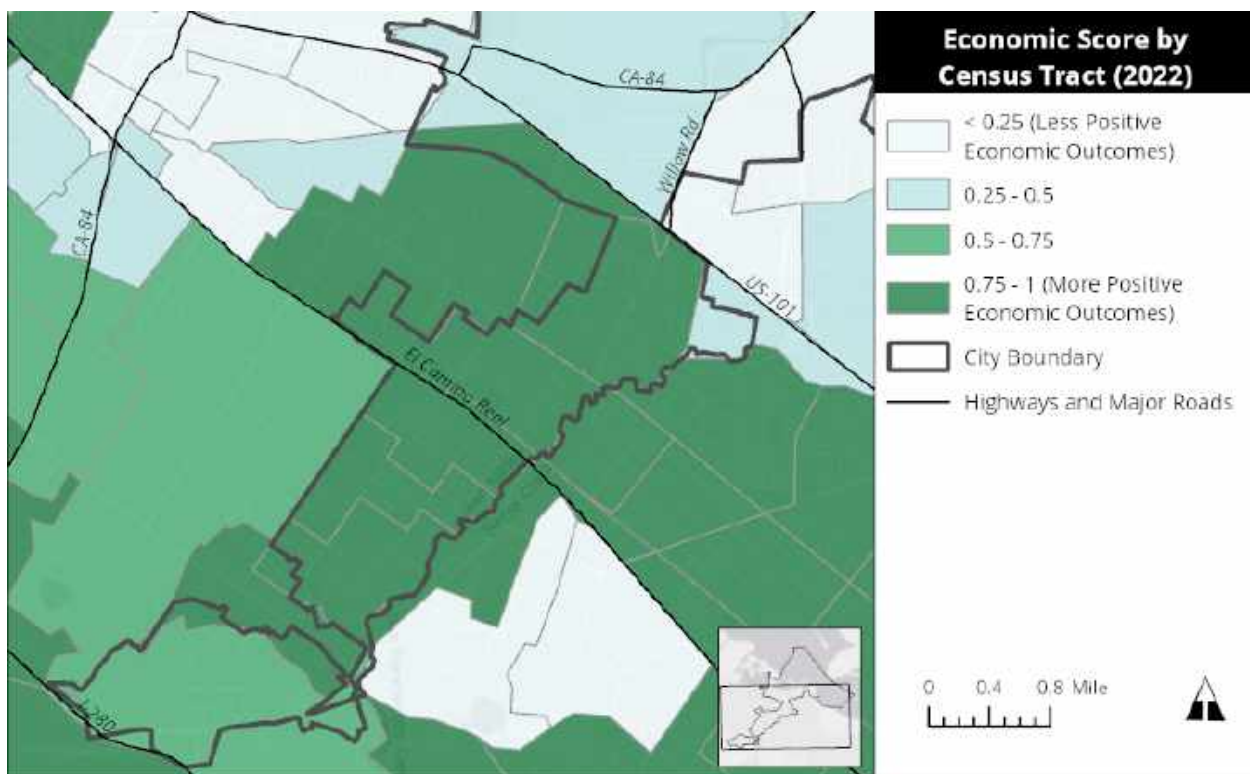 Economic Score by
Census Tract (2022)
< 0.25 (Less Positive
Economic Outcomes)
0.25 - 0.5
0.5 - 0.75
0.75 - 1 (More Positive
Economic Outcomes)
City Boundary
Highways and Major Roads
0 0.4 0.8 Mile
CA-84
Willow Rd
CA-84
US-101
El Camino Real
I-280